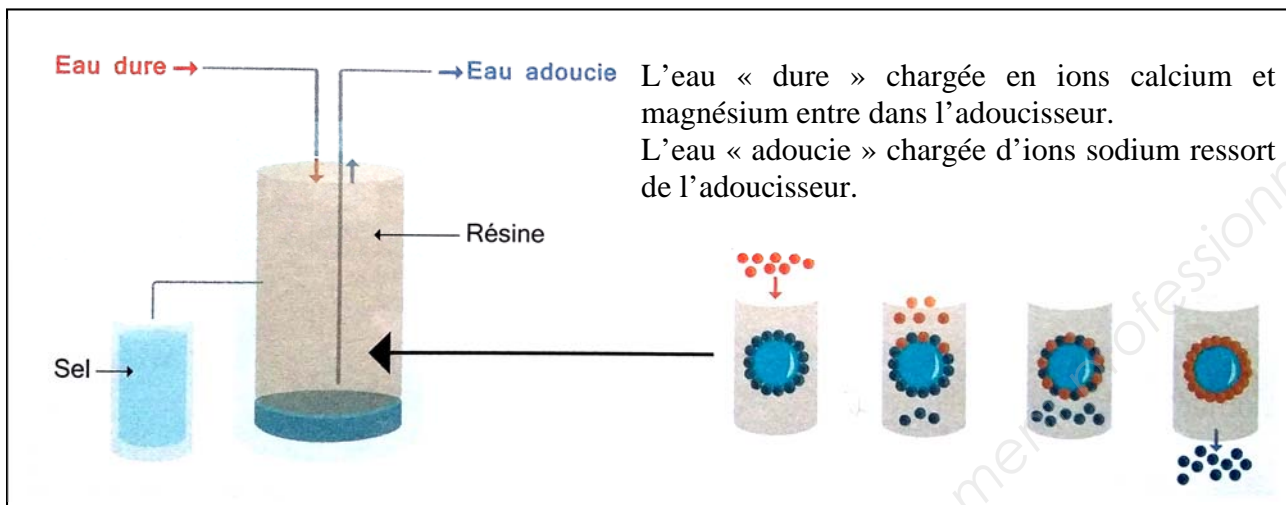 Eau dure
Eau adoucie
L’eau « dure » chargée en ions calcium et
magnésium entre dans l’adoucisseur.
L’eau « adoucie » chargée d’ions sodium ressort
de l’adoucisseur.
Résine
Sel